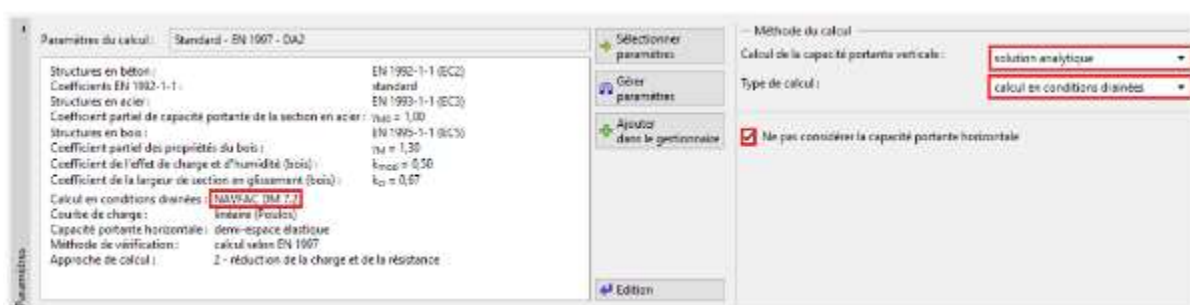 Paramètres du calcul : Standard - EN 1997 - DA2
Structures en béton : EN 1992-1-1 (EC2)
Coefficients EN 1992-1-1 : standard
Structures en acier : EN 1993-1-1 (EC3)
Coefficient partiel de capacité portante de la section en acier : γM0 = 1,00
Structures en bois : EN 1995-1-1 (EC5)
Coefficient partiel des propriétés du bois : γM = 1,30
Coefficient de l'effet de charge et d'humidité (bois) : kmod = 0,50
Coefficient de la largeur de section en glissement (bois) : kcr = 0,67
Calcul en conditions drainées : NAVFAC DM 7.2
Courbe de charge : linéaire (Poulos)
Capacité portante horizontale : demi-espace élastique
Méthode de vérification : calcul selon EN 1997
Approche de calcul : 2 - réduction de la charge et de la résistance
Sélectionner
paramètres
Gérer
paramètres
Ajouter
dans le gestionnaire
Edition
Méthode du calcul
Calcul de la capacité portante verticale : solution analytique
Type de calcul : calcul en conditions drainées
Ne pas considérer la capacité portante horizontale
Paramètres